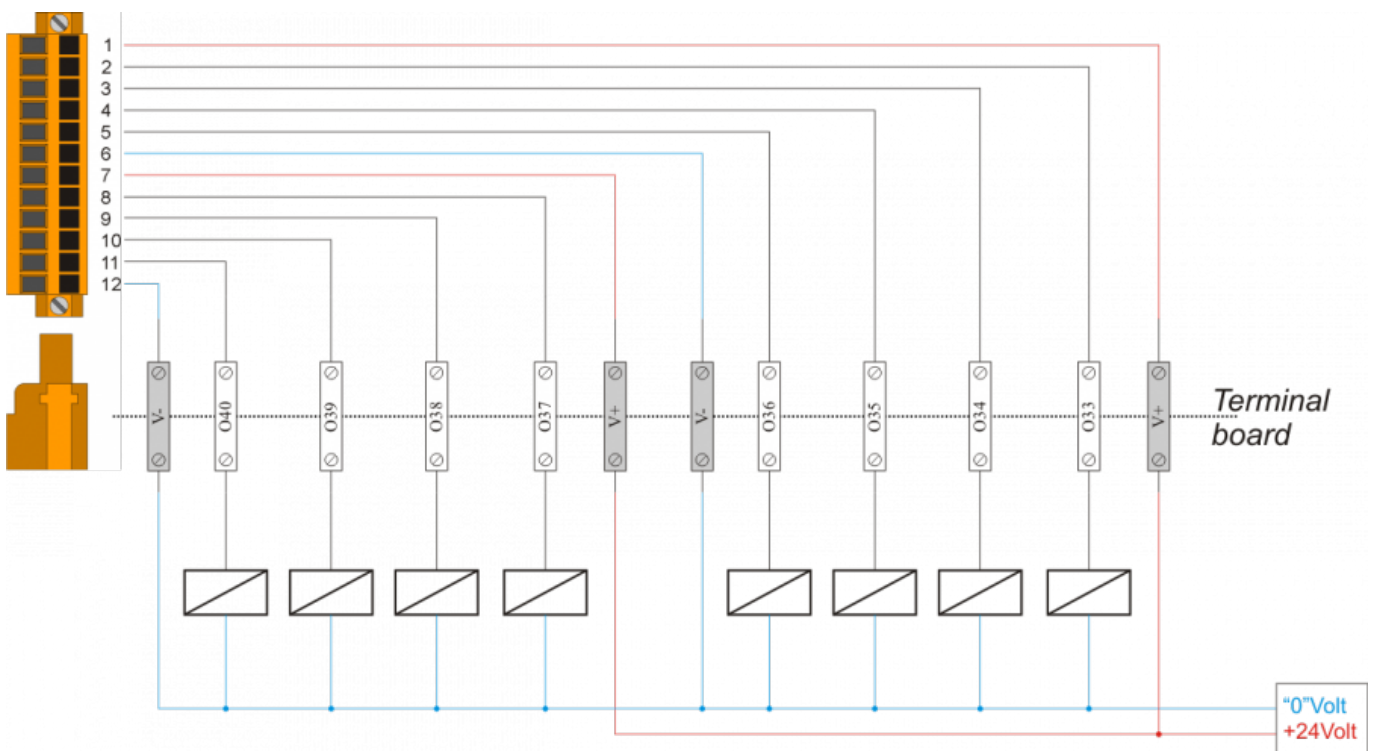 1
2
3
4
5
6
7
8
9
10
11
12
V-
O40
O39
O38
O37
V+
V-
O36
O35
O34
O33
V+
Terminal
board
"0"Volt
+24Volt